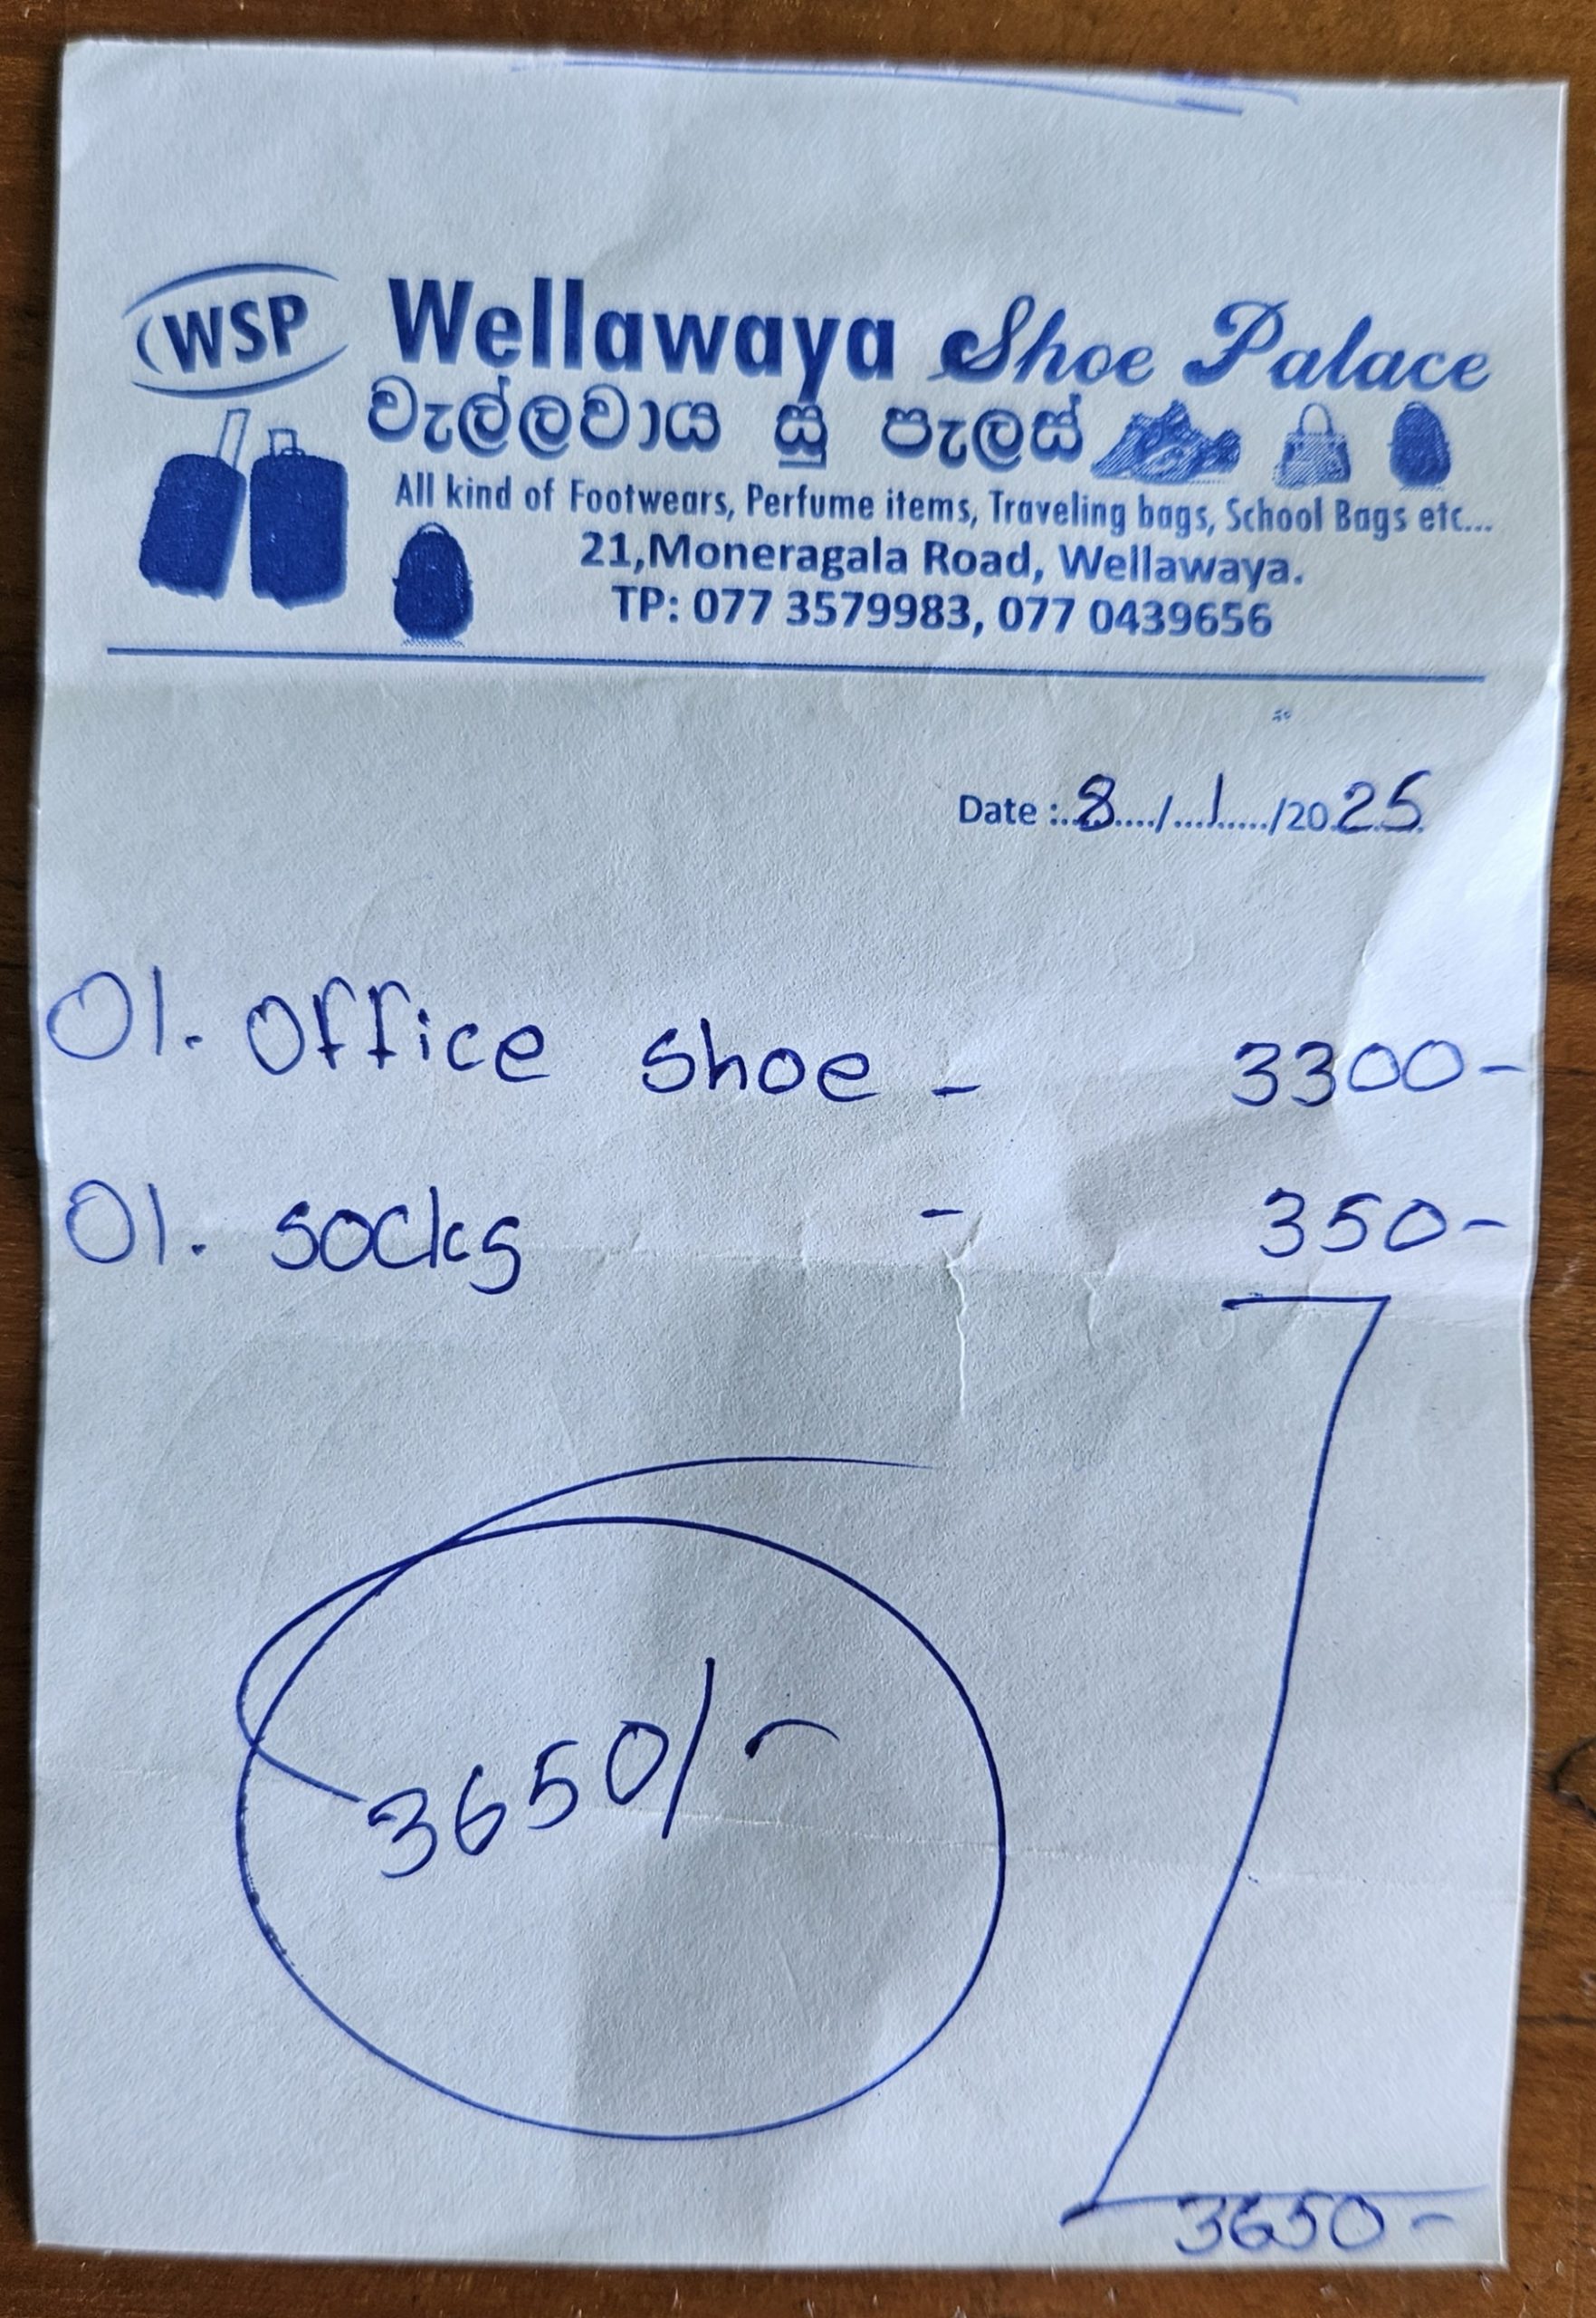 WSP
Wellawaya Shoe Palace
වැල්ලවාය සු පැලස්
All kind of Footwears, Perfume items, Traveling bags, School Bags etc...
21,Moneragala Road, Wellawaya.
TP: 077 3579983, 077 0439656
Date :..8..../...1...../2025
01. Office shoe - 3300-
01. socks - 350-
3650/-
3650-